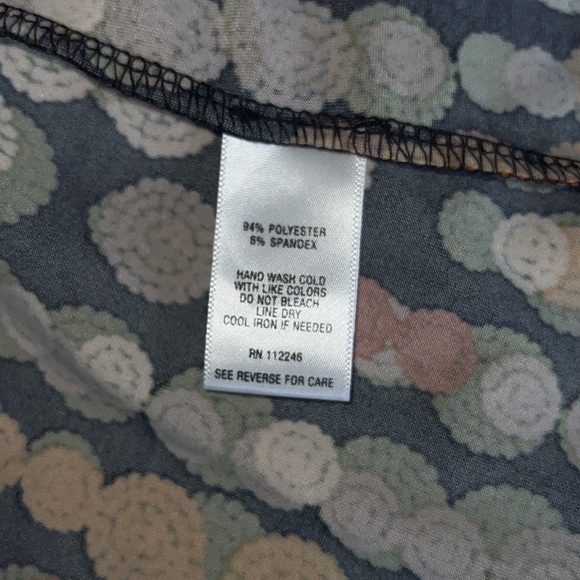 94% POLYESTER
6% SPANDEX
HAND WASH COLD
WITH LIKE COLORS
DO NOT BLEACH
LINE DRY
COOL IRON IF NEEDED
RN 112246
SEE REVERSE FOR CARE